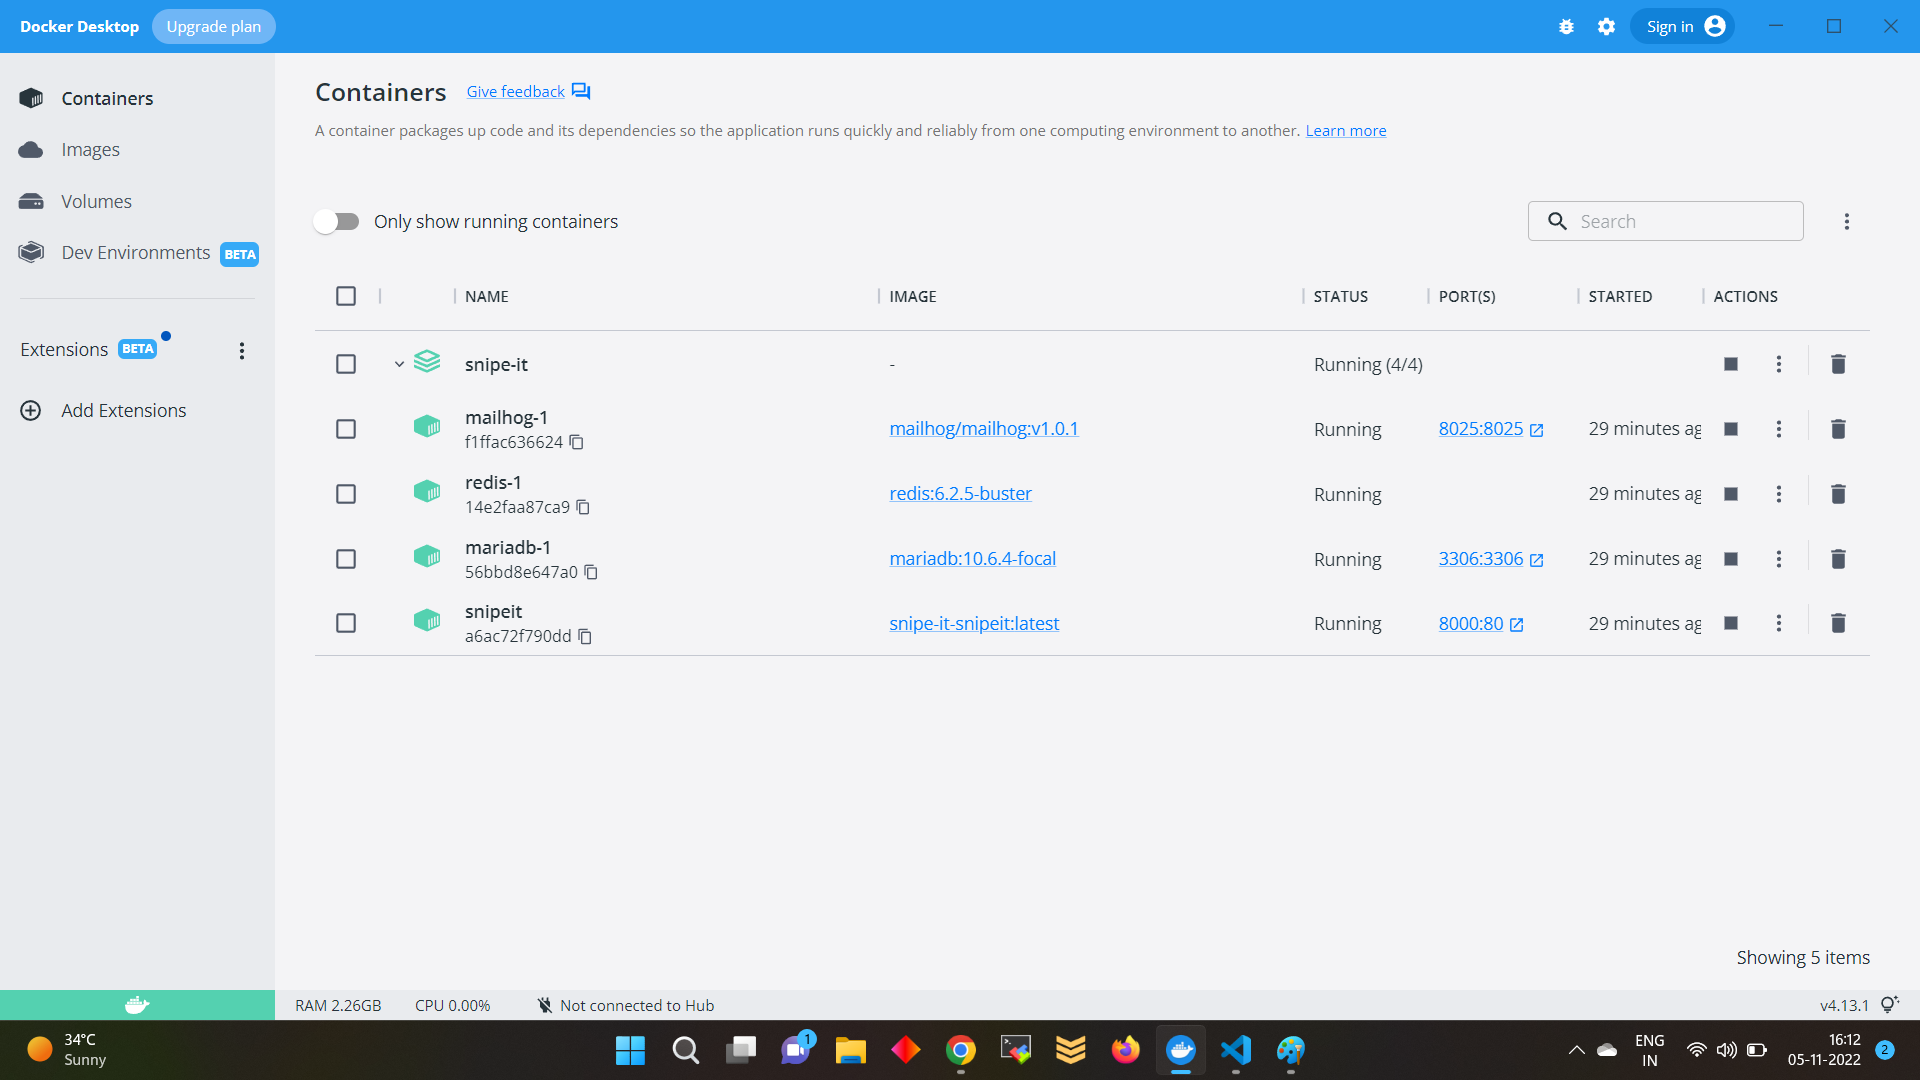 Docker Desktop Upgrade plan Sign in
Containers
Images
Volumes
Dev Environments BETA
Extensions BETA
Add Extensions
Containers Give feedback
A container packages up code and its dependencies so the application runs quickly and reliably from one computing environment to another. Learn more
Only show running containers Search
NAME IMAGE STATUS PORT(S) STARTED ACTIONS
snipe-it - Running (4/4)
mailhog-1
f1ffac636624 mailhog/mailhog:v1.0.1 Running 8025:8025 29 minutes ag
redis-1
14e2faa87ca9 redis:6.2.5-buster Running 29 minutes ag
mariadb-1
56bbd8e647a0 mariadb:10.6.4-focal Running 3306:3306 29 minutes ag
snipeit
a6ac72f790dd snipe-it-snipeit:latest Running 8000:80 29 minutes ag
Showing 5 items
RAM 2.26GB CPU 0.00% Not connected to Hub v4.13.1
34°C
Sunny
1
ENG
IN
16:12
05-11-2022
2